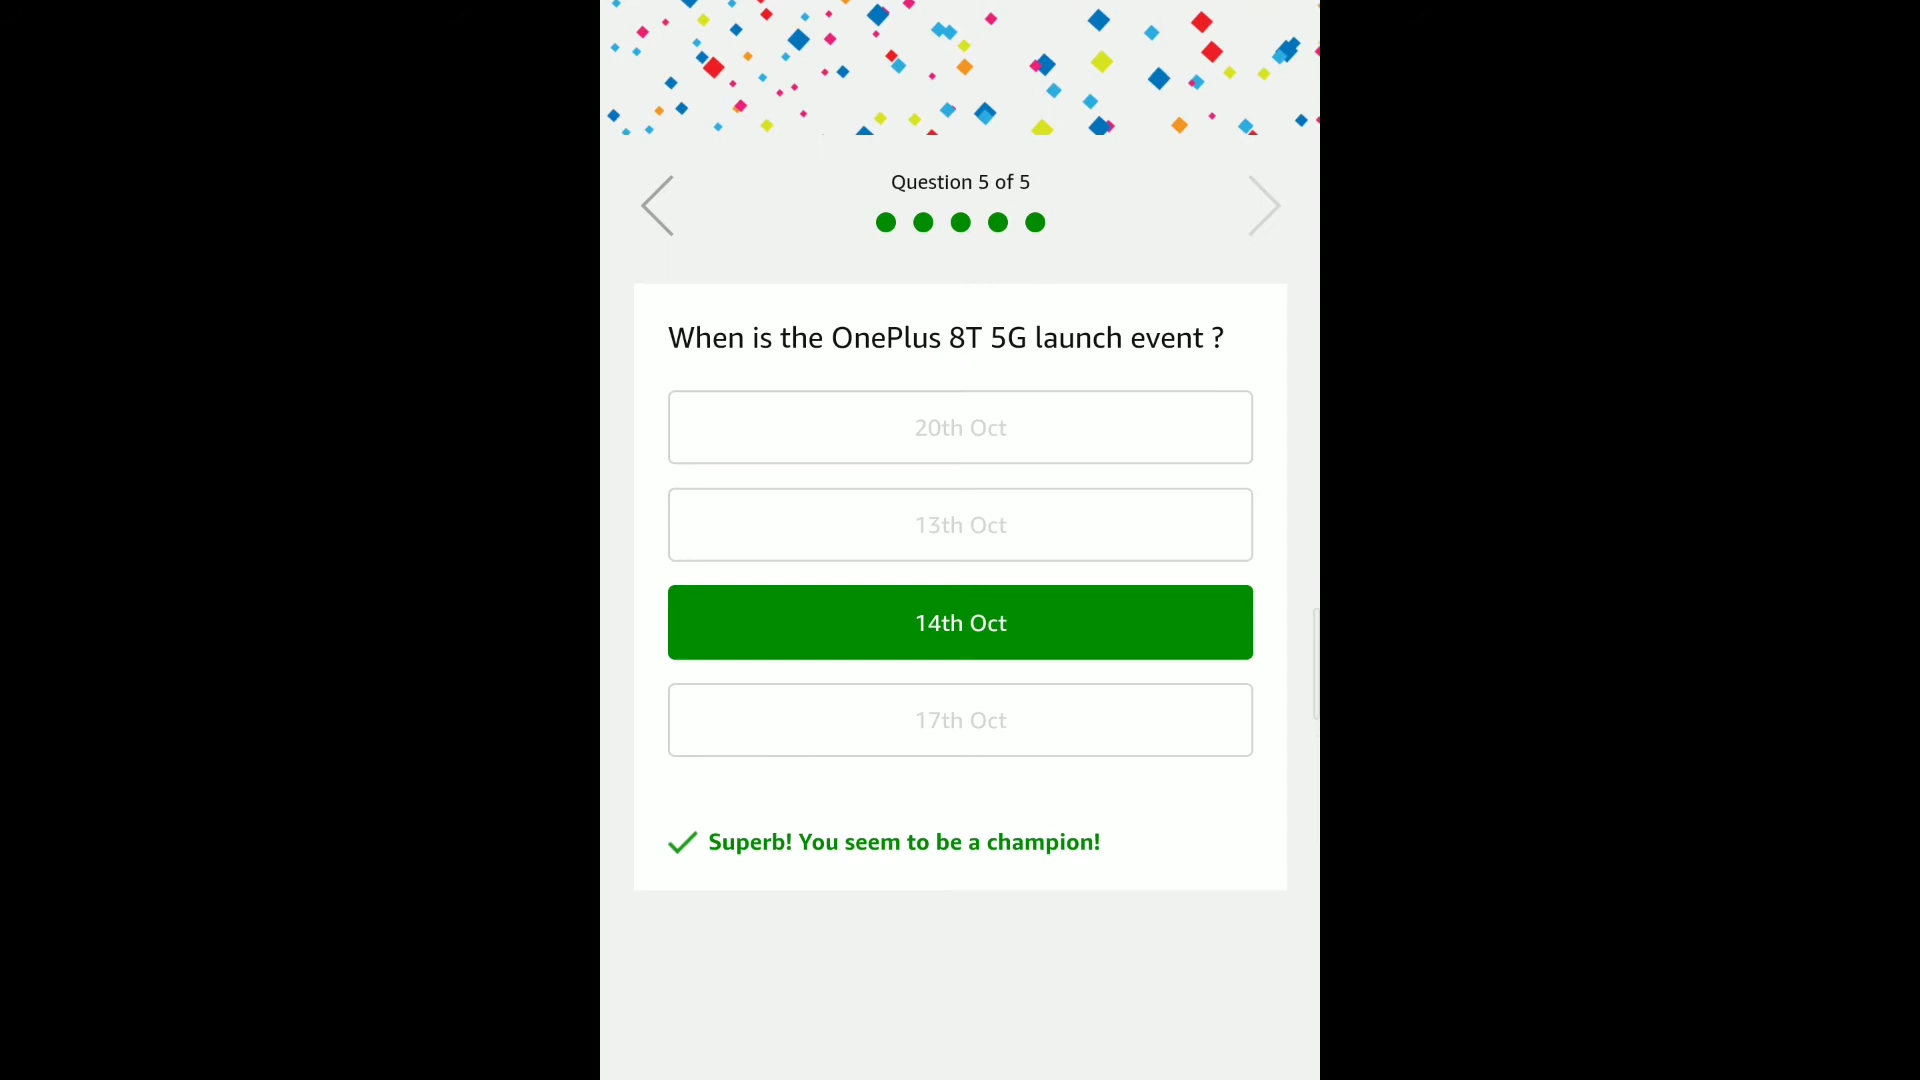 Question 5 of 5
When is the OnePlus 8T 5G launch event ?
20th Oct
13th Oct
14th Oct
17th Oct
Superb! You seem to be a champion!